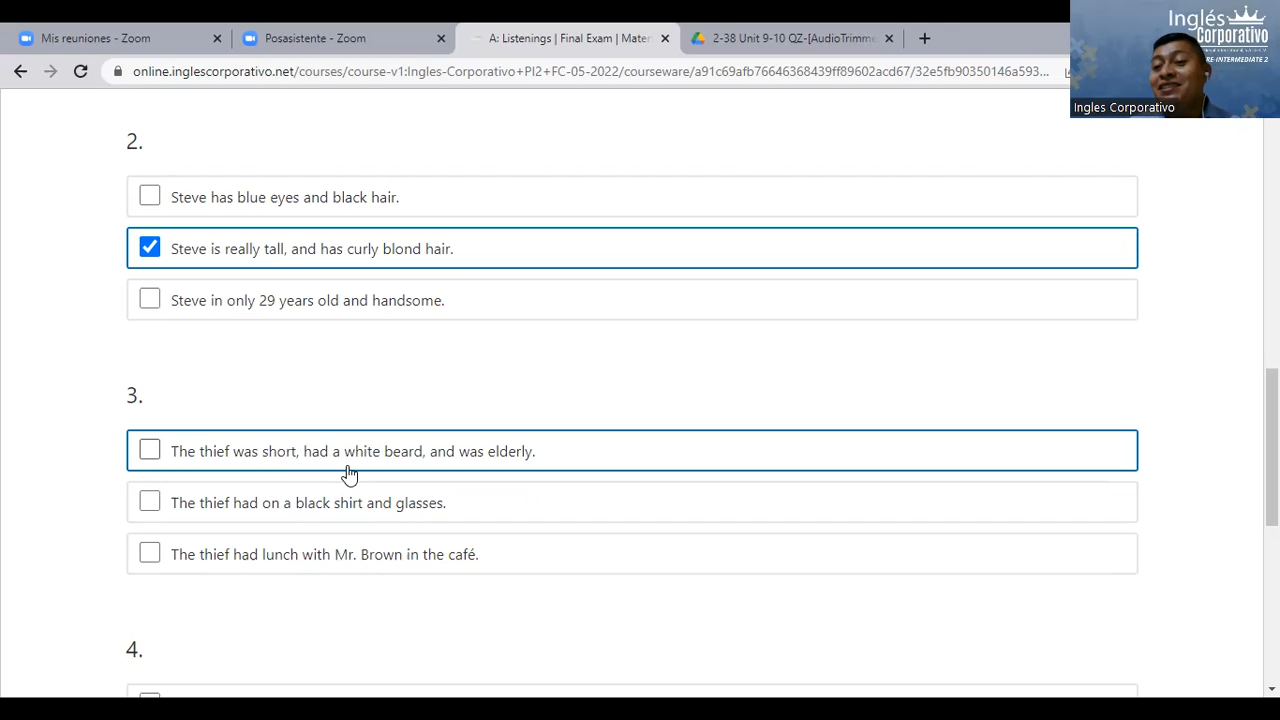 Mis reuniones - Zoom
Posasistente - Zoom
A: Listenings | Final Exam | Mater
2-38 Unit 9-10 QZ-[AudioTrimme
online.inglescorporativo.net/courses/course-v1:Ingles-Corporativo+PI2+FC-05-2022/courseware/a91c69afb76646368439ff89602acd67/32e5fb90350146a593...
Inglés
Corporativo
RE-INTERMEDIATE 2
Ingles Corporativo
2.
Steve has blue eyes and black hair.
Steve is really tall, and has curly blond hair.
Steve in only 29 years old and handsome.
3.
The thief was short, had a white beard, and was elderly.
The thief had on a black shirt and glasses.
The thief had lunch with Mr. Brown in the café.
4.